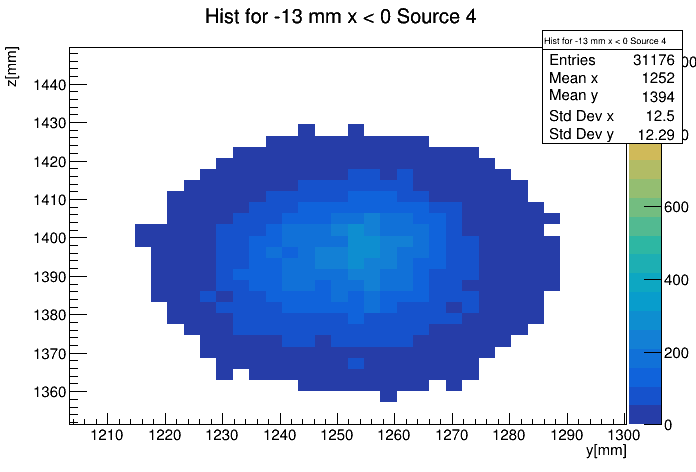 Hist for -13 mm x < 0 Source 4
z[mm]
Hist for -13 mm x < 0 Source 4
Entries 31176
Mean x 1252
Mean y 1394
Std Dev x 12.5
Std Dev y 12.29
1440
1430
1420
1410
1400
1390
1380
1370
1360
600
400
200
0
1210 1220 1230 1240 1250 1260 1270 1280 1290 1300
y[mm]